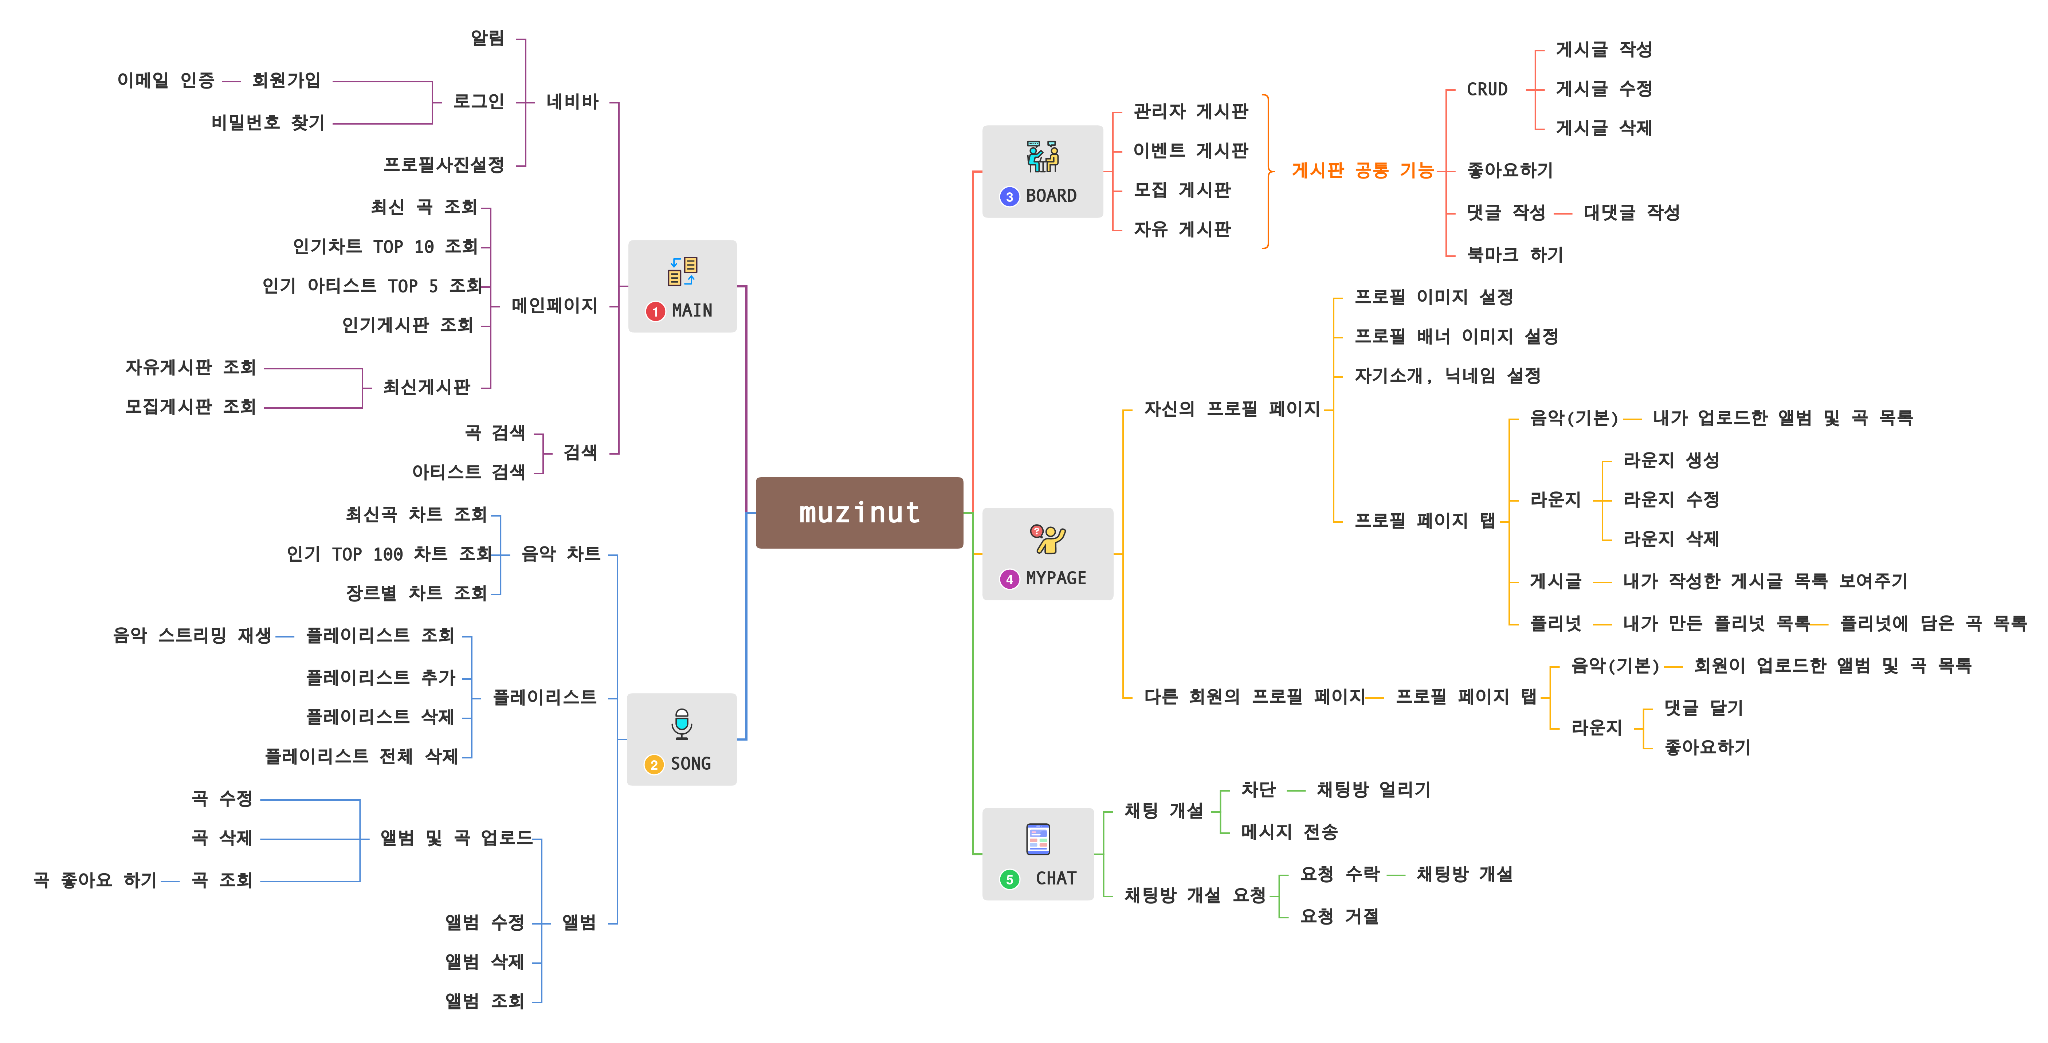 muzinut
1 MAIN
네비바
알림
로그인
회원가입
이메일 인증
비밀번호 찾기
프로필사진설정
메인페이지
최신 곡 조회
인기차트 TOP 10 조회
인기 아티스트 TOP 5 조회
인기게시판 조회
최신게시판
자유게시판 조회
모집게시판 조회
검색
곡 검색
아티스트 검색
2 SONG
음악 차트
최신곡 차트 조회
인기 TOP 100 차트 조회
장르별 차트 조회
플레이리스트
플레이리스트 조회
음악 스트리밍 재생
플레이리스트 추가
플레이리스트 삭제
플레이리스트 전체 삭제
앨범
앨범 및 곡 업로드
곡 수정
곡 삭제
곡 조회
곡 좋아요 하기
앨범 수정
앨범 삭제
앨범 조회
3 BOARD
관리자 게시판
이벤트 게시판
모집 게시판
자유 게시판
게시판 공통 기능
CRUD
게시글 작성
게시글 수정
게시글 삭제
좋아요하기
댓글 작성
대댓글 작성
북마크 하기
4 MYPAGE
자신의 프로필 페이지
프로필 이미지 설정
프로필 배너 이미지 설정
자기소개, 닉네임 설정
프로필 페이지 탭
음악(기본)
내가 업로드한 앨범 및 곡 목록
라운지
라운지 생성
라운지 수정
라운지 삭제
게시글
내가 작성한 게시글 목록 보여주기
플리넛
내가 만든 플리넛 목록
플리넛에 담은 곡 목록
다른 회원의 프로필 페이지
프로필 페이지 탭
음악(기본)
회원이 업로드한 앨범 및 곡 목록
라운지
댓글 달기
좋아요하기
5 CHAT
채팅 개설
차단
채팅방 얼리기
메시지 전송
채팅방 개설 요청
요청 수락
채팅방 개설
요청 거절